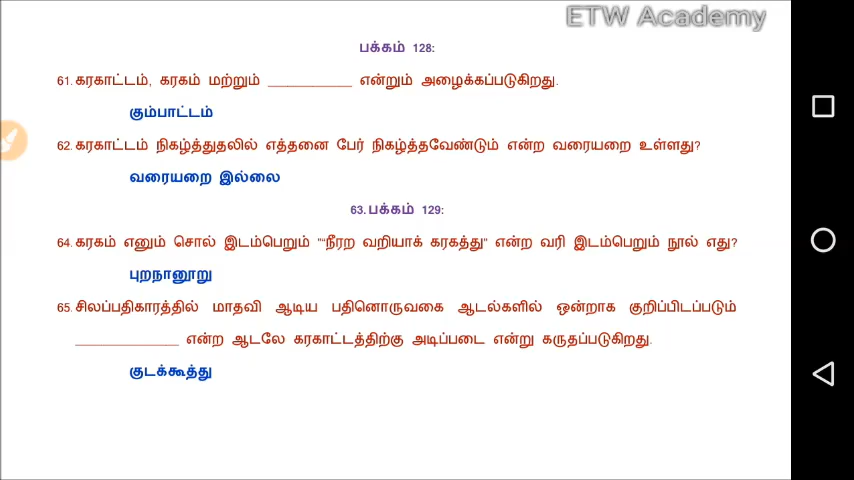 ETW Academy
பக்கம் 128:
61. கரகாட்டம், கரகம் மற்றும் ____________ என்றும் அழைக்கப்படுகிறது.
கும்பாட்டம்
62. கரகாட்டம் நிகழ்த்துதலில் எத்தனை பேர் நிகழ்த்தவேண்டும் என்ற வரையறை உள்ளது?
வரையறை இல்லை
63. பக்கம் 129:
64. கரகம் எனும் சொல் இடம்பெறும் "“நீரற வறியாக் கரகத்து" என்ற வரி இடம்பெறும் நூல் எது?
புறநானூறு
65. சிலப்பதிகாரத்தில் மாதவி ஆடிய பதினொருவகை ஆடல்களில் ஒன்றாக குறிப்பிடப்படும்
_______________ என்ற ஆடலே கரகாட்டத்திற்கு அடிப்படை என்று கருதப்படுகிறது.
குடக்கூத்து